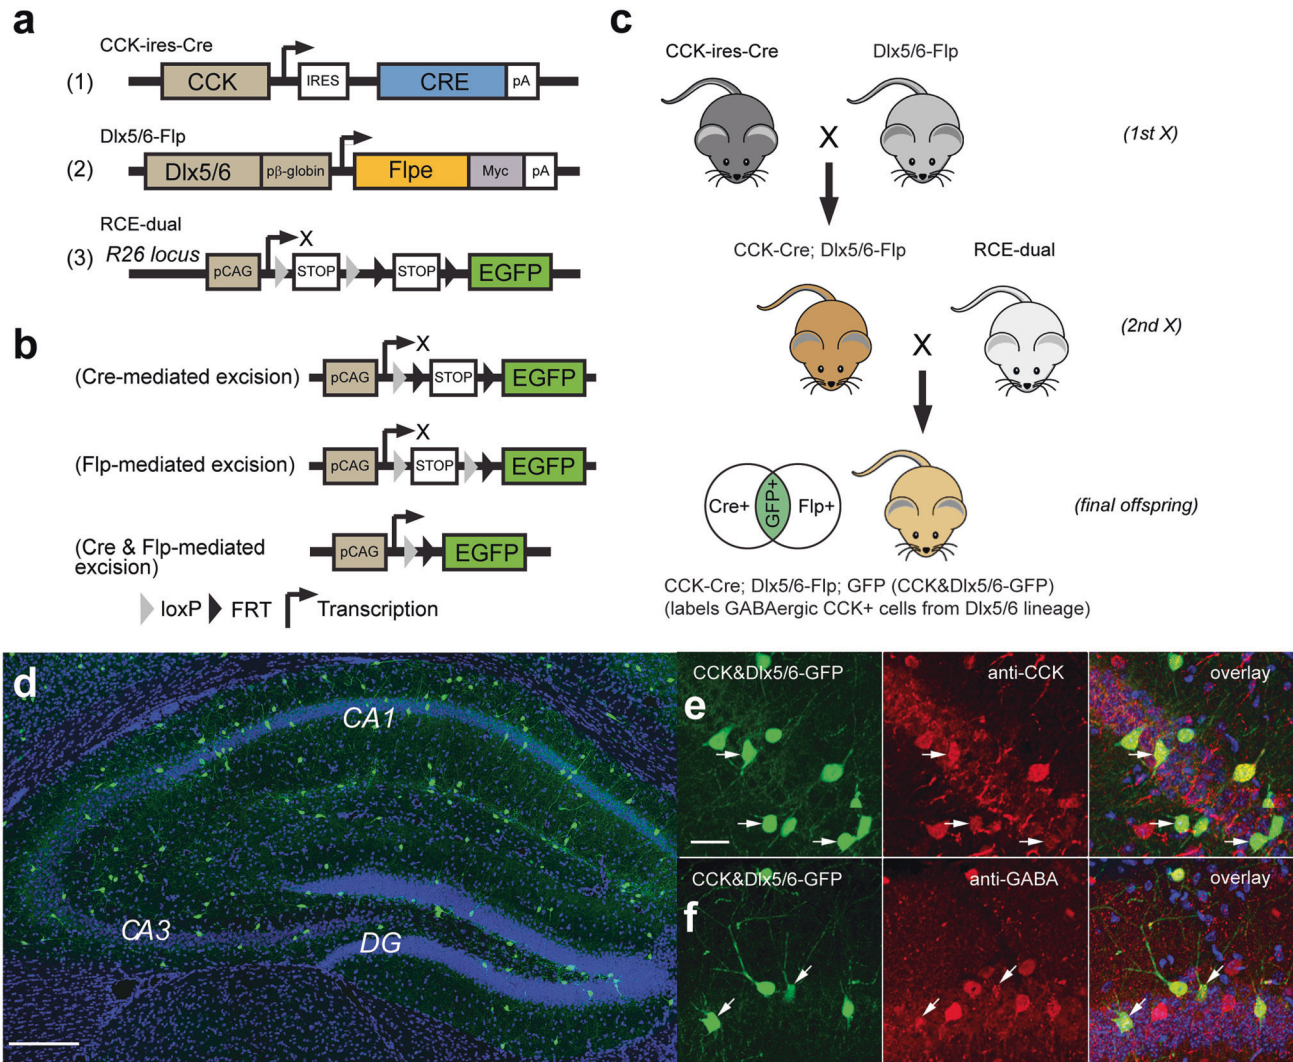 a
CCK-ires-Cre
(1) CCK IRES CRE pA
Dlx5/6-Flp
(2) Dlx5/6 pβ-globin Flpe Myc pA
RCE-dual
(3) R26 locus pCAG X STOP STOP EGFP
b
(Cre-mediated excision) pCAG X STOP EGFP
(Flp-mediated excision) pCAG X STOP EGFP
(Cre & Flp-mediated
excision) pCAG EGFP
loxP FRT Transcription
c
CCK-ires-Cre Dlx5/6-Flp
X (1st X)
CCK-Cre; Dlx5/6-Flp RCE-dual
X (2nd X)
Cre+ GFP+ Flp+ (final offspring)
CCK-Cre; Dlx5/6-Flp; GFP (CCK&Dlx5/6-GFP)
(labels GABAergic CCK+ cells from Dlx5/6 lineage)
d
CA1
CA3
DG
CCK&Dlx5/6-GFP anti-CCK overlay
e
CCK&Dlx5/6-GFP anti-GABA overlay
f